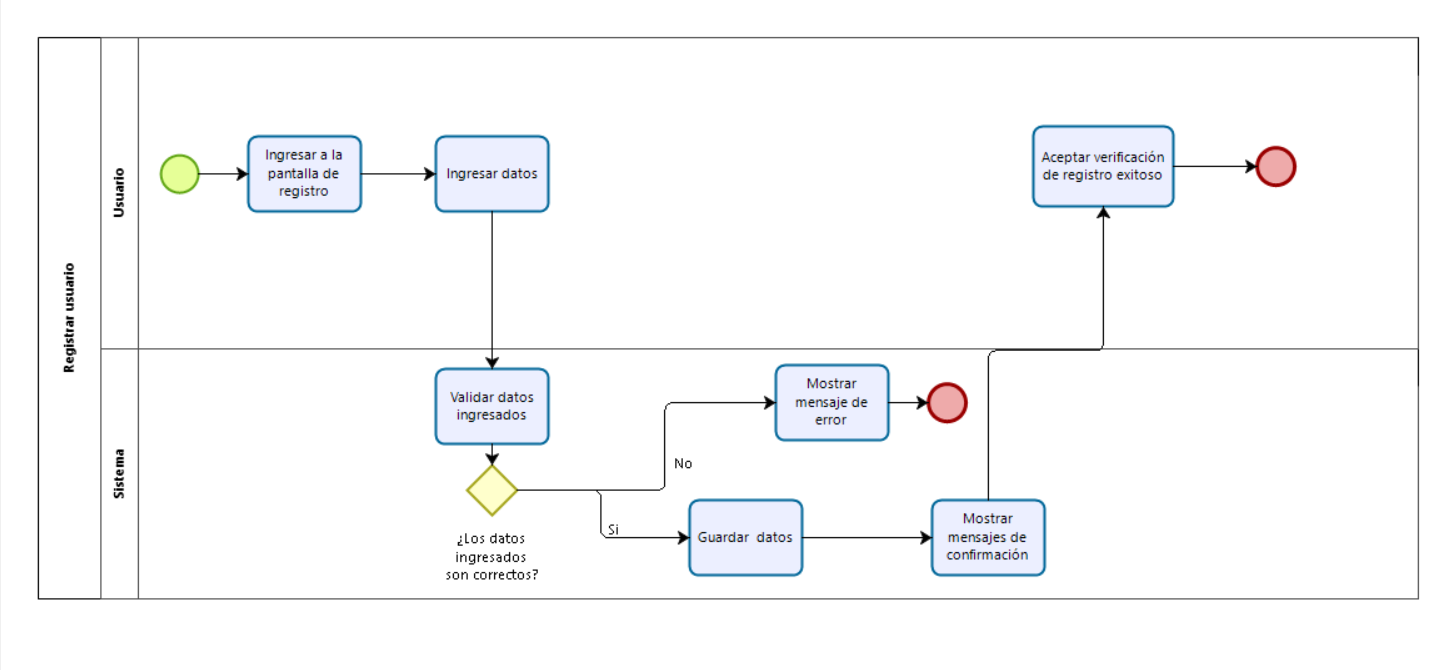 Registrar usuario
Usuario
Ingresar a la
pantalla de
registro
Ingresar datos
Aceptar verificación
de registro exitoso
Sistema
Validar datos
ingresados
¿Los datos
ingresados
son correctos?
No
Mostrar
mensaje de
error
Si
Guardar datos
Mostrar
mensajes de
confirmación